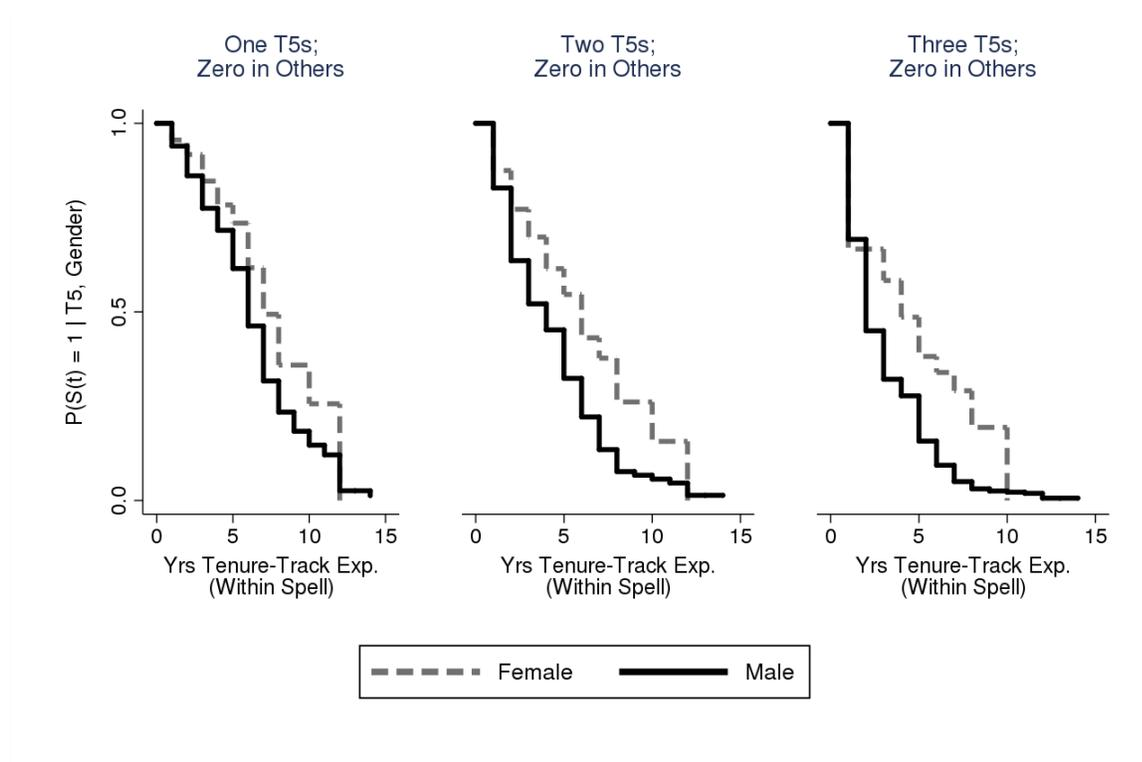 One T5s;
Zero in Others
Two T5s;
Zero in Others
Three T5s;
Zero in Others
P(S(t) = 1 | T5, Gender)
1.0
0.5
0.0
0 5 10 15
0 5 10 15
0 5 10 15
Yrs Tenure-Track Exp.
(Within Spell)
Yrs Tenure-Track Exp.
(Within Spell)
Yrs Tenure-Track Exp.
(Within Spell)
Female Male